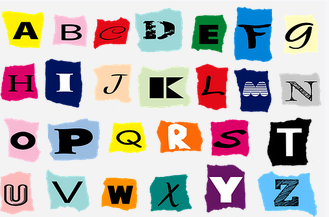 A B C D E F G
H I J K L M N
O P Q R S T
U V W X Y Z